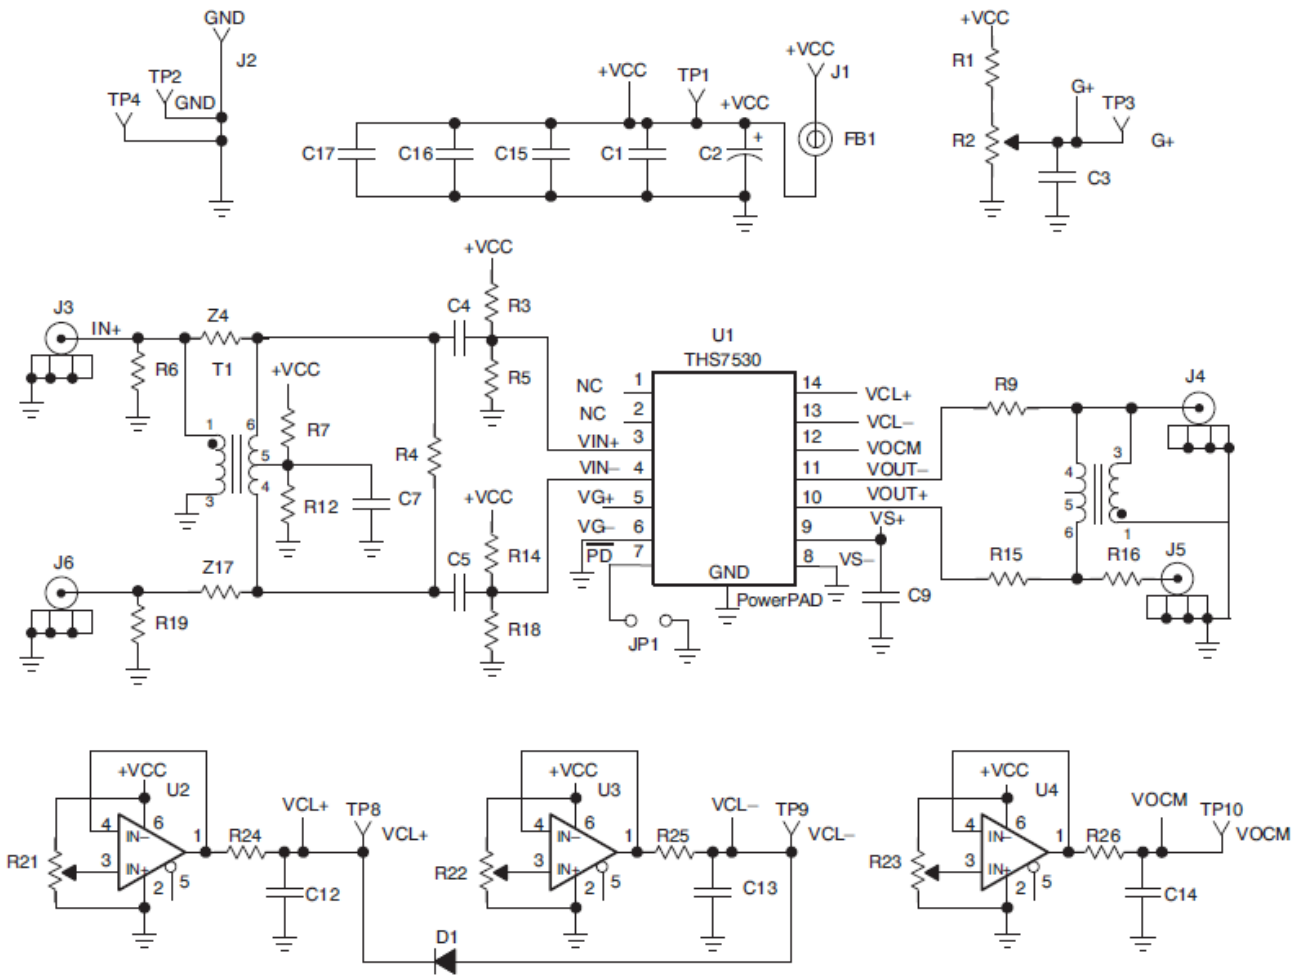 GND
J2
TP2
TP4
GND
+VCC
J1
+VCC
TP1
+VCC
+
C17
C16
C15
C1
C2
FB1
+VCC
R1
G+
TP3
R2
G+
C3
J3
IN+
Z4
R6
T1
+VCC
1
6
R7
5
3
4
R12
C7
J6
Z17
R19
+VCC
C4
R3
R5
R4
+VCC
C5
R14
R18
U1
THS7530
NC
1
14
VCL+
NC
2
13
VCL−
VIN+
3
12
VOCM
VIN−
4
11
VOUT−
VG+
5
10
VOUT+
VG−
6
9
VS+
PD
7
8
VS−
GND
PowerPAD
JP1
C9
R9
J4
4
3
5
6
1
R15
R16
J5
+VCC
U2
4
IN−
6
1
R24
VCL+
TP8
VCL+
R21
3
IN+
2
5
C12
D1
+VCC
U3
4
IN−
6
1
R25
VCL−
TP9
VCL−
R22
3
IN+
2
5
C13
+VCC
U4
4
IN−
6
1
R26
VOCM
TP10
VOCM
R23
3
IN+
2
5
C14